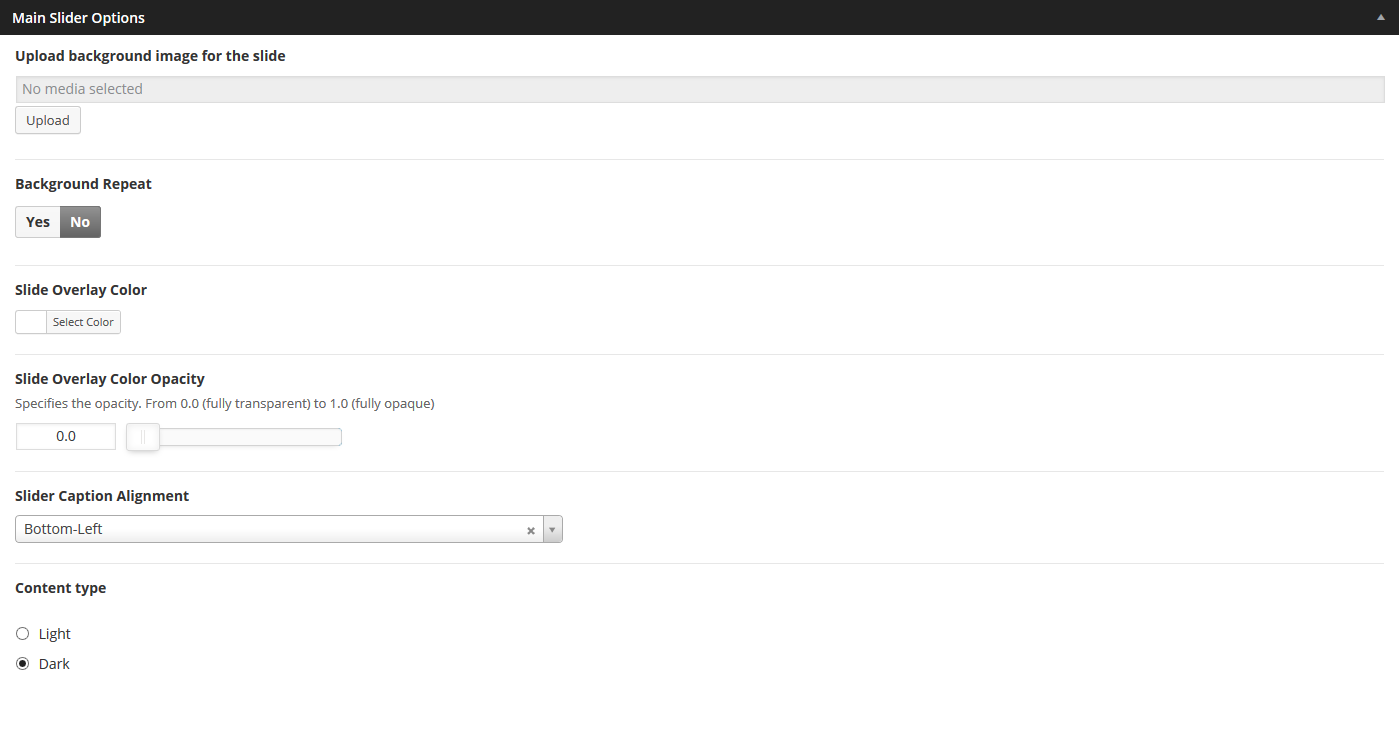 Main Slider Options
Upload background image for the slide
No media selected
Upload
Background Repeat
Yes No
Slide Overlay Color
Select Color
Slide Overlay Color Opacity
Specifies the opacity. From 0.0 (fully transparent) to 1.0 (fully opaque)
0.0
Slider Caption Alignment
Bottom-Left
Content type
Light
Dark